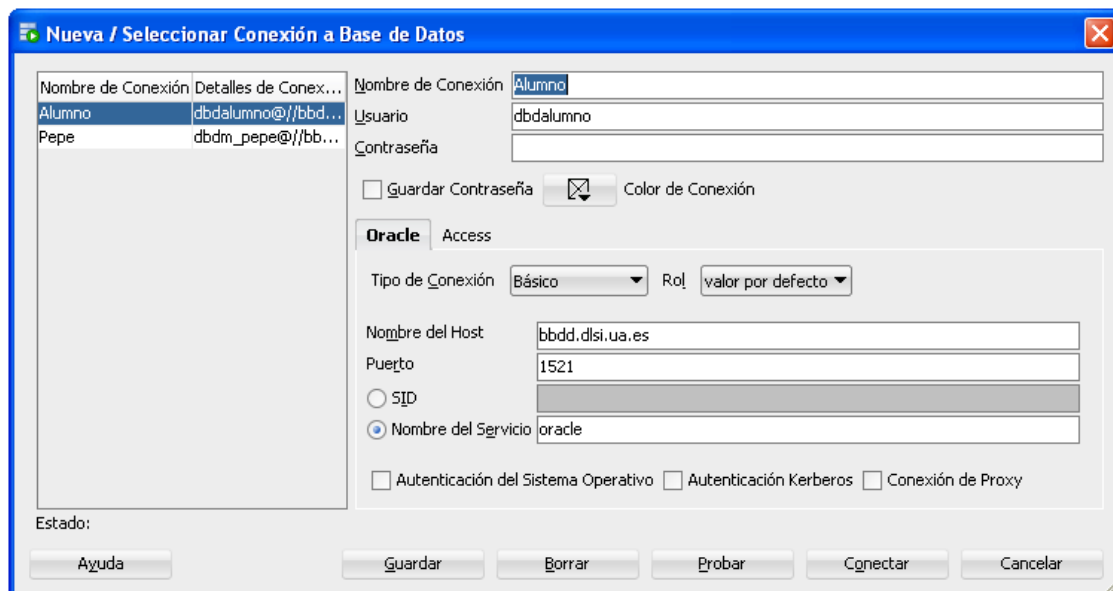 Nueva / Seleccionar Conexión a Base de Datos
Nombre de Conexión Detalles de Conex...
Alumno dbdalumno@//bbd...
Pepe dbdm_pepe@//bb...
Nombre de Conexión Alumno
Usuario dbdalumno
Contraseña
Guardar Contraseña Color de Conexión
Oracle Access
Tipo de Conexión Básico Rol valor por defecto
Nombre del Host bbdd.dlsi.ua.es
Puerto 1521
SID
Nombre del Servicio oracle
Autenticación del Sistema Operativo Autenticación Kerberos Conexión de Proxy
Estado:
Ayuda Guardar Borrar Probar Conectar Cancelar